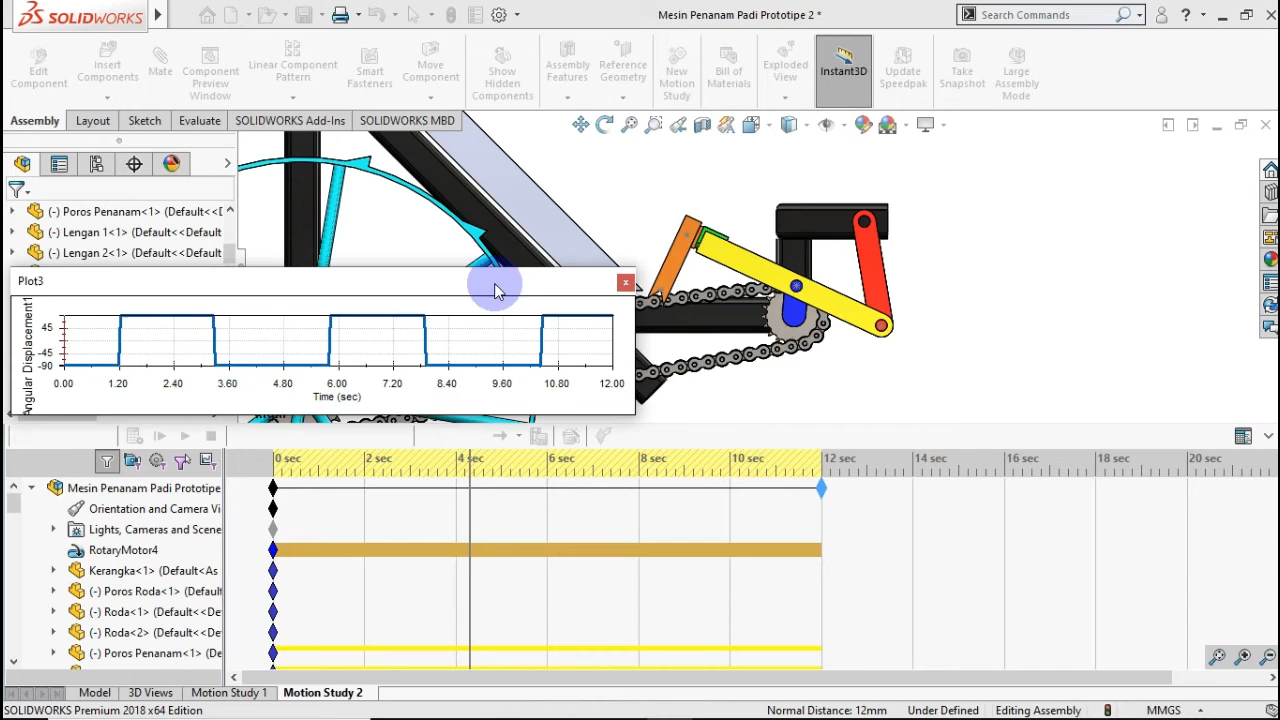 SOLIDWORKS
Mesin Penanam Padi Prototipe 2 *
Search Commands
?
Edit Component
Insert Components
Mate
Component Preview Window
Linear Component Pattern
Smart Fasteners
Move Component
Show Hidden Components
Assembly Features
Reference Geometry
New Motion Study
Bill of Materials
Exploded View
Instant3D
Update Speedpak
Take Snapshot
Large Assembly Mode
Assembly Layout Sketch Evaluate SOLIDWORKS Add-Ins SOLIDWORKS MBD
(-) Poros Penanam<1> (Default<<D
(-) Lengan 1<1> (Default<<Default
(-) Lengan 2<1> (Default<<Default
Plot3
Angular Displacement1
45
-45
-90
0.00 1.20 2.40 3.60 4.80 6.00 7.20 8.40 9.60 10.80 12.00
Time (sec)
0 sec 2 sec 4 sec 6 sec 8 sec 10 sec 12 sec 14 sec 16 sec 18 sec 20 sec
Mesin Penanam Padi Prototipe
Orientation and Camera Vi
Lights, Cameras and Scene
RotaryMotor4
Kerangka<1> (Default<As
(-) Poros Roda<1> (Default
(-) Roda<1> (Default<<De
(-) Roda<2> (Default<<De
(-) Poros Penanam<1> (De
Model 3D Views Motion Study 1 Motion Study 2
SOLIDWORKS Premium 2018 x64 Edition
Normal Distance: 12mm Under Defined Editing Assembly MMGS